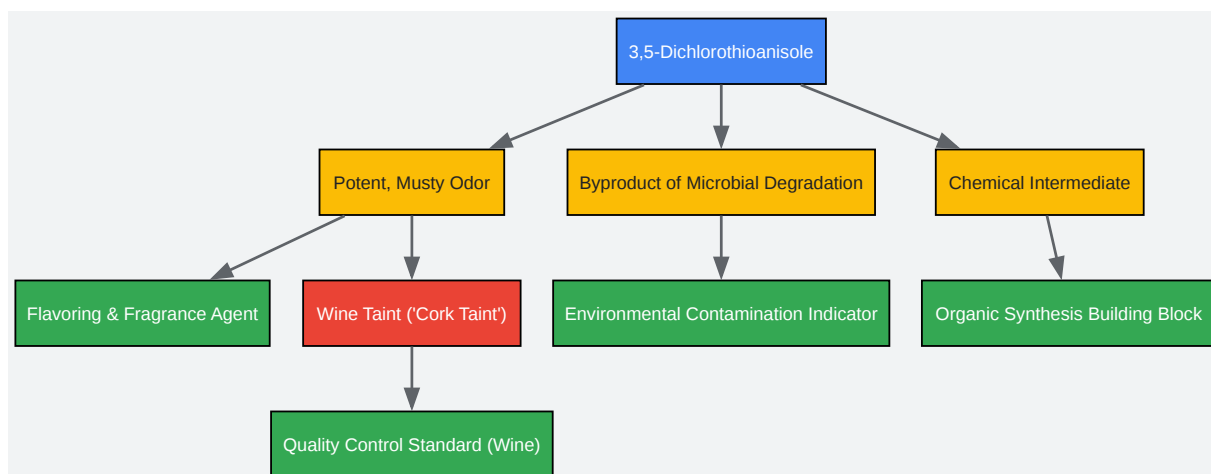 3,5-Dichlorothioanisole
Potent, Musty Odor
Byproduct of Microbial Degradation
Chemical Intermediate
Flavoring & Fragrance Agent
Wine Taint ('Cork Taint')
Environmental Contamination Indicator
Organic Synthesis Building Block
Quality Control Standard (Wine)